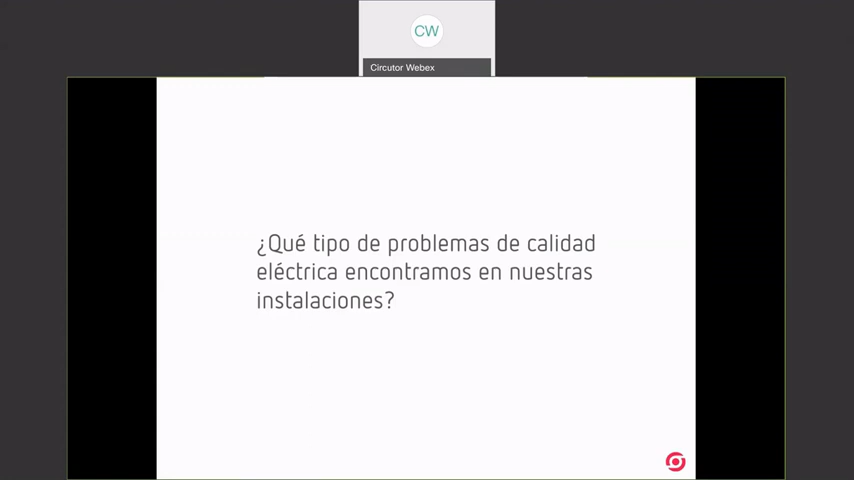 CW
Circutor Webex
¿Qué tipo de problemas de calidad
eléctrica encontramos en nuestras
instalaciones?